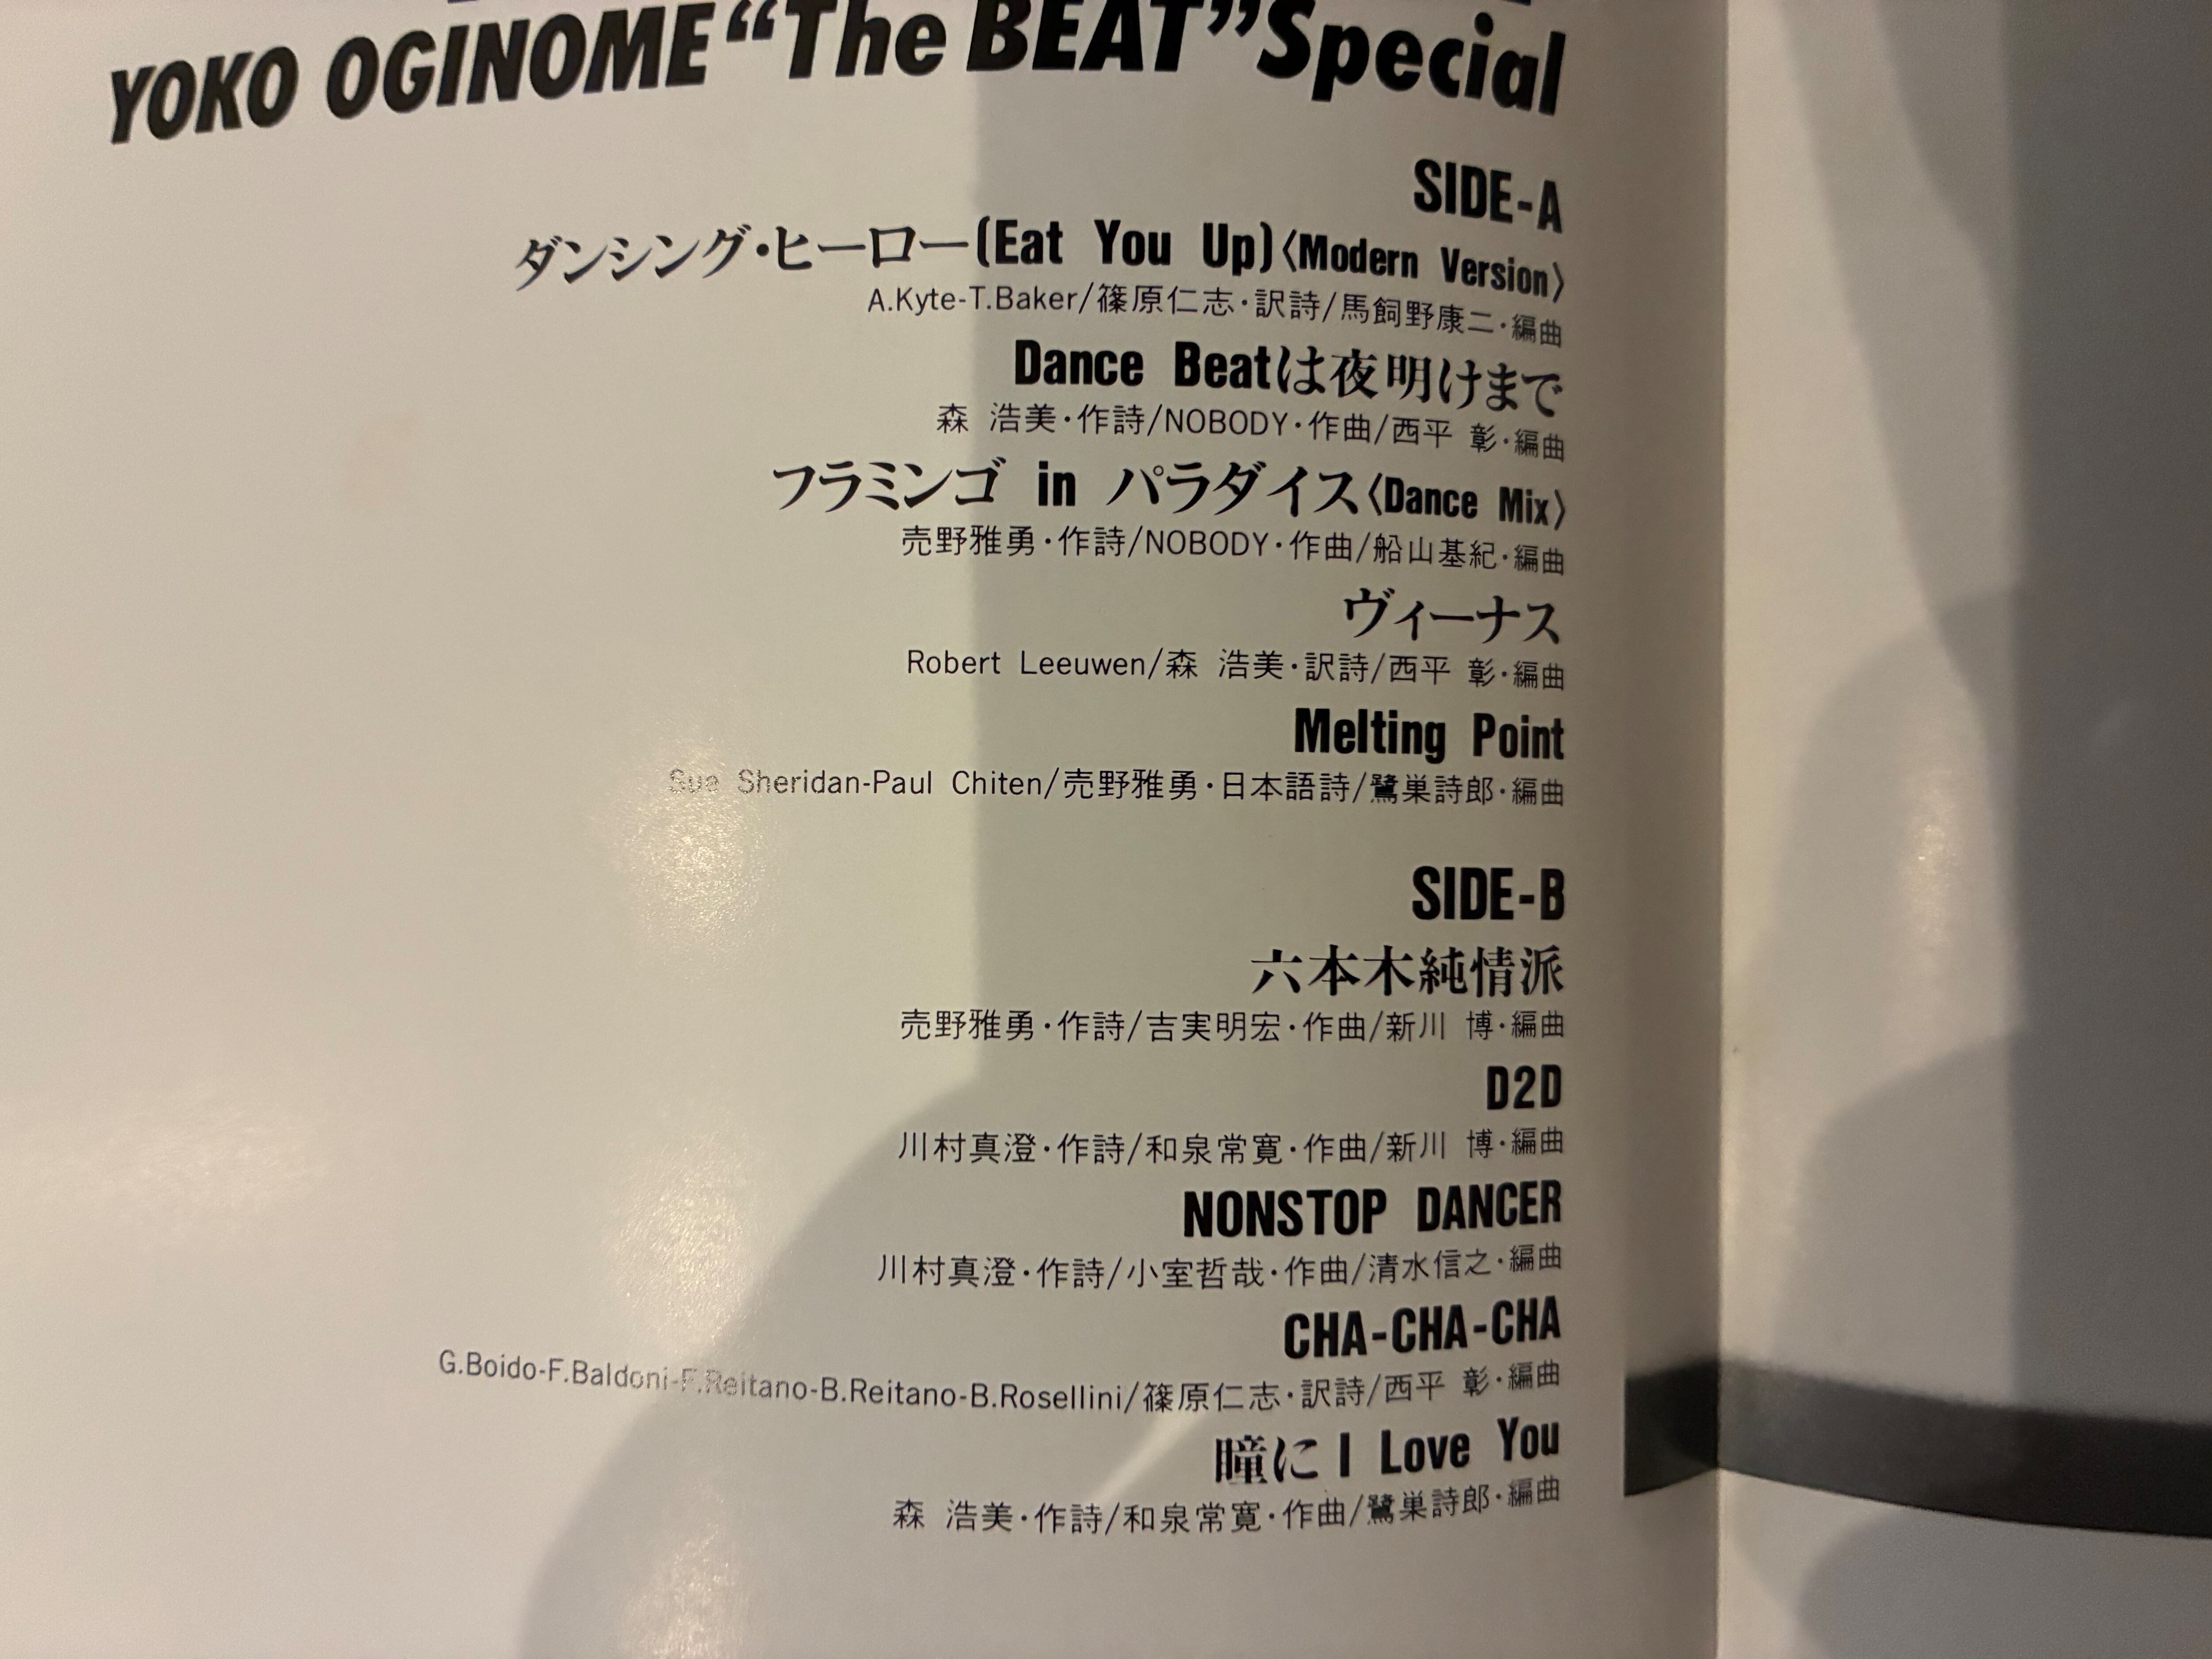 YOKO OGINOME “The BEAT” Special
SIDE-A
ダンシング・ヒーロー(Eat You Up)〈Modern Version〉
A.Kyte-T.Baker/篠原仁志・訳詩/馬飼野康二・編曲
Dance Beatは夜明けまで
森 浩美・作詩/NOBODY・作曲/西平 彰・編曲
フラミンゴ in パラダイス〈Dance Mix〉
売野雅勇・作詩/NOBODY・作曲/船山基紀・編曲
ヴィーナス
Robert Leeuwen/森 浩美・訳詩/西平 彰・編曲
Melting Point
Sue Sheridan-Paul Chiten/売野雅勇・日本語詩/鷺巣詩郎・編曲
SIDE-B
六本木純情派
売野雅勇・作詩/吉実明宏・作曲/新川 博・編曲
D2D
川村真澄・作詩/和泉常寛・作曲/新川 博・編曲
NONSTOP DANCER
川村真澄・作詩/小室哲哉・作曲/清水信之・編曲
CHA-CHA-CHA
G.Boido-F.Baldoni-F.Reitano-B.Reitano-B.Rosellini/篠原仁志・訳詩/西平 彰・編曲
瞳に I Love You
森 浩美・作詩/和泉常寛・作曲/鷺巣詩郎・編曲